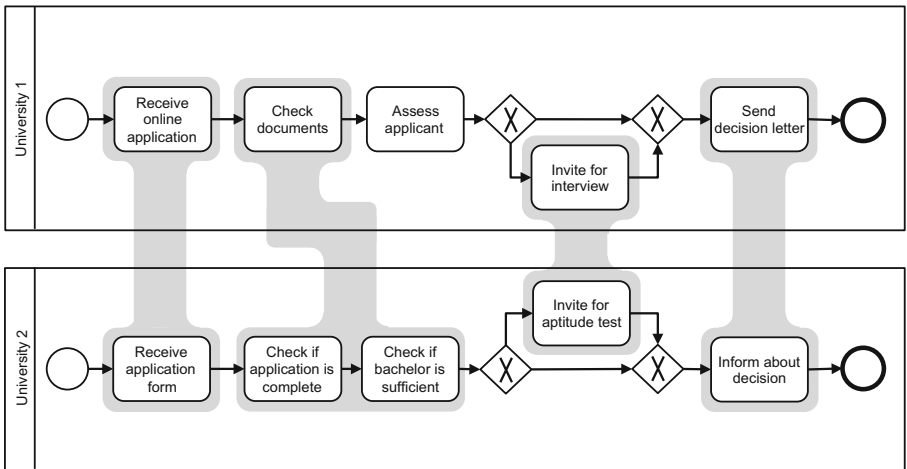 University 1
Receive
online
application
Check
documents
Assess
applicant
X
X
Send
decision letter
Invite for
interview
University 2
Invite for
aptitude test
Receive
application
form
Check if
application is
complete
Check if
bachelor is
sufficient
X
X
Inform about
decision